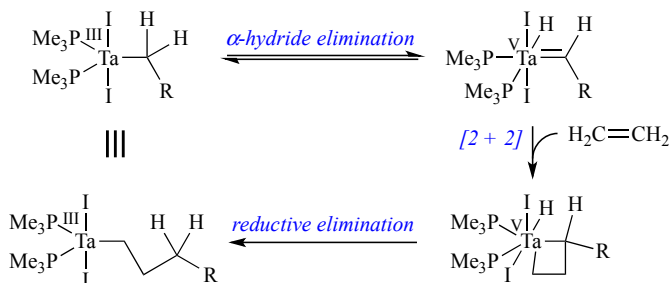 I
III
H
Me3P
H
α-hydride elimination
Ta
Me3P
R
I
I
H
H
V
Me3P
Ta
Me3P
I
R
[2 + 2]
H2C=CH2
I
III
H
H
Me3P
reductive elimination
Ta
Me3P
R
I
I
H
H
V
Me3P
Ta
R
Me3P
I